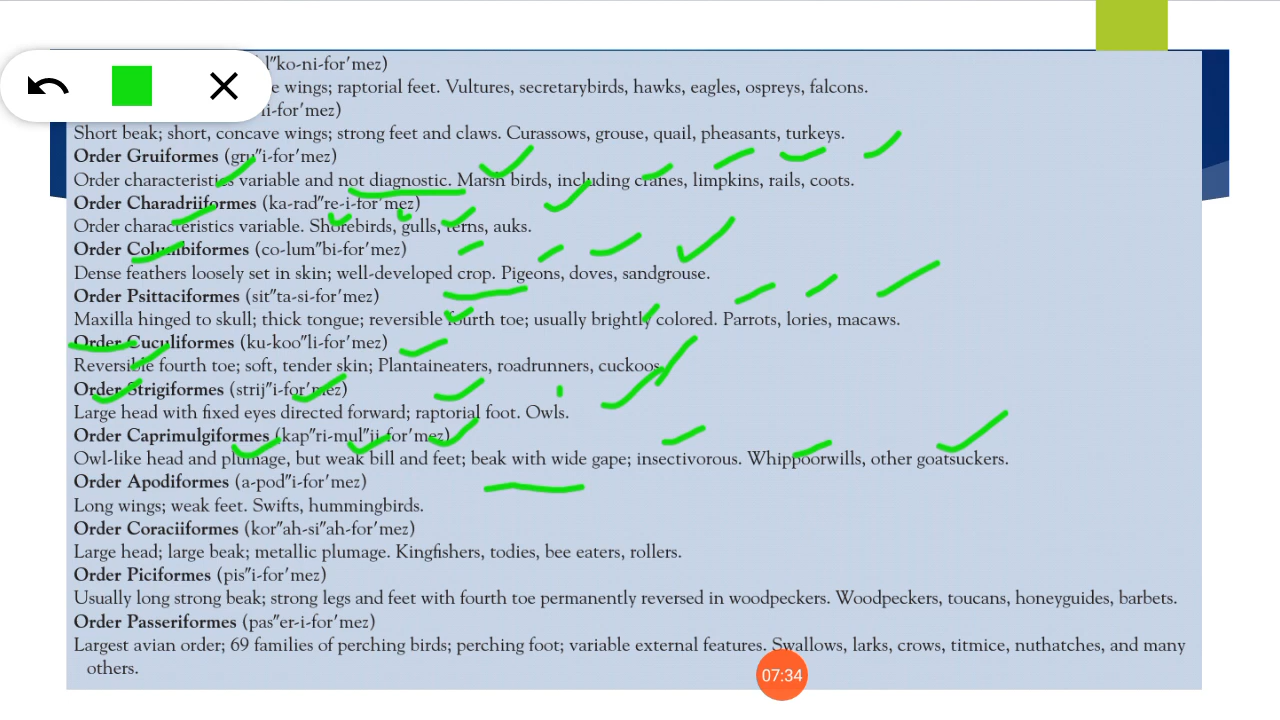 l″ko-ni-for′mez)
e wings; raptorial feet. Vultures, secretarybirds, hawks, eagles, ospreys, falcons.
ni-for′mez)
Short beak; short, concave wings; strong feet and claws. Curassows, grouse, quail, pheasants, turkeys.
Order Gruiformes (gru″i-for′mez)
Order characteristics variable and not diagnostic. Marsh birds, including cranes, limpkins, rails, coots.
Order Charadriiformes (ka-rad″re-i-for′mez)
Order characteristics variable. Shorebirds, gulls, terns, auks.
Order Columbiformes (co-lum″bi-for′mez)
Dense feathers loosely set in skin; well-developed crop. Pigeons, doves, sandgrouse.
Order Psittaciformes (sit″ta-si-for′mez)
Maxilla hinged to skull; thick tongue; reversible fourth toe; usually brightly colored. Parrots, lories, macaws.
Order Cuculiformes (ku-koo″li-for′mez)
Reversible fourth toe; soft, tender skin; Plantaineaters, roadrunners, cuckoos.
Order Strigiformes (strij″i-for′mez)
Large head with fixed eyes directed forward; raptorial foot. Owls.
Order Caprimulgiformes (kap″ri-mul″ji-for′mez)
Owl-like head and plumage, but weak bill and feet; beak with wide gape; insectivorous. Whippoorwills, other goatsuckers.
Order Apodiformes (a-pod″i-for′mez)
Long wings; weak feet. Swifts, hummingbirds.
Order Coraciiformes (kor″ah-si″ah-for′mez)
Large head; large beak; metallic plumage. Kingfishers, todies, bee eaters, rollers.
Order Piciformes (pis″i-for′mez)
Usually long strong beak; strong legs and feet with fourth toe permanently reversed in woodpeckers. Woodpeckers, toucans, honeyguides, barbets.
Order Passeriformes (pas″er-i-for′mez)
Largest avian order; 69 families of perching birds; perching foot; variable external features. Swallows, larks, crows, titmice, nuthatches, and many
others.
07:34